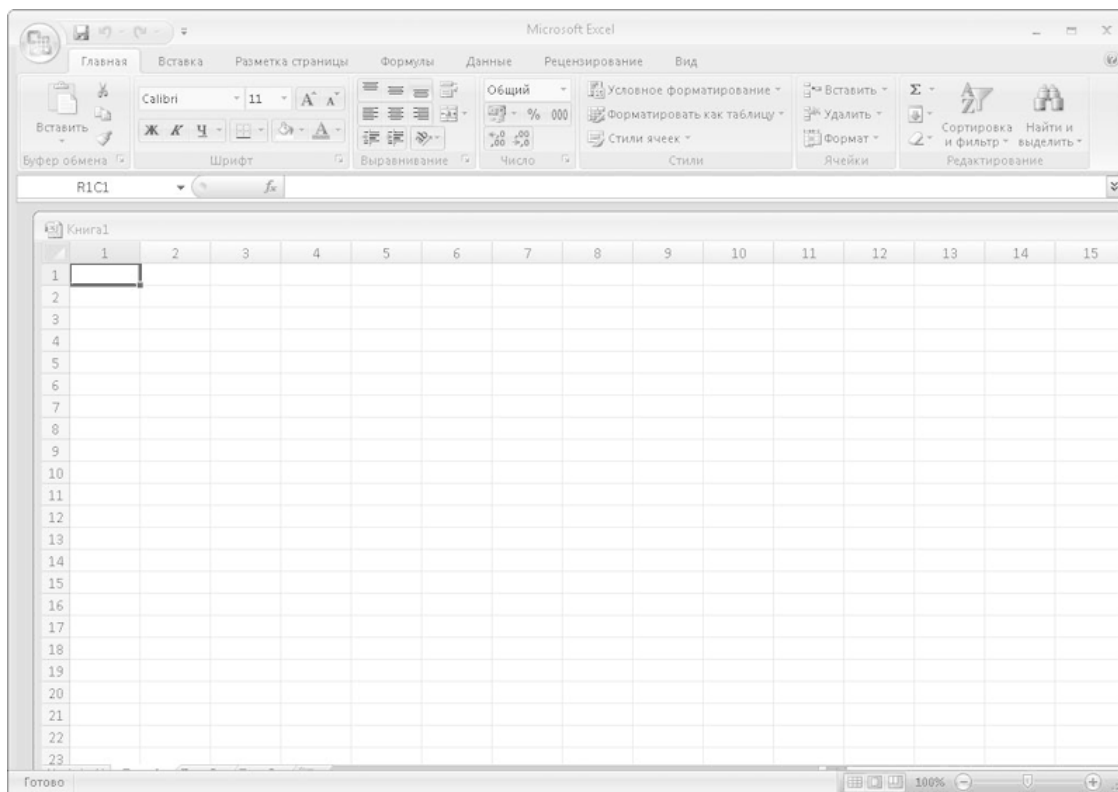 Microsoft Excel
Главная Вставка Разметка страницы Формулы Данные Рецензирование Вид
Calibri 11 Общий Условное форматирование Вставить Σ
Форматировать как таблицу Удалить
Вставить Ж К Ч % 000 Стили ячеек Формат Сортировка и фильтр Найти и выделить
Буфер обмена Шрифт Выравнивание Число Стили Ячейки Редактирование
R1C1 fx
Книга1
1 2 3 4 5 6 7 8 9 10 11 12 13 14 15
1
2
3
4
5
6
7
8
9
10
11
12
13
14
15
16
17
18
19
20
21
22
23
Готово 100%